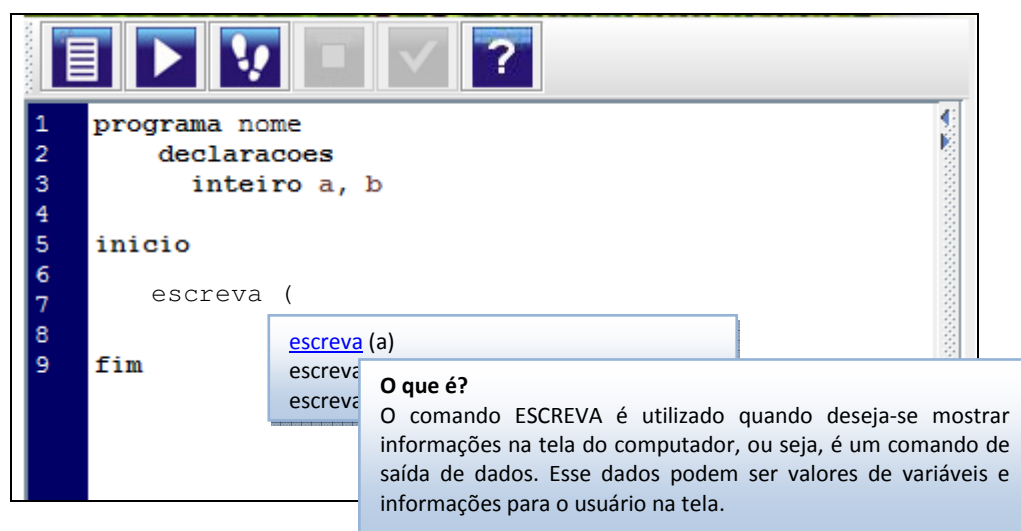 ?
1 programa nome
2 declaracoes
3 inteiro a, b
4
5 inicio
6
7 escreva (
8
9 fim
escreva (a)
escreva
escreva
O que é?
O comando ESCREVA é utilizado quando deseja-se mostrar
informações na tela do computador, ou seja, é um comando de
saída de dados. Esse dados podem ser valores de variáveis e
informações para o usuário na tela.